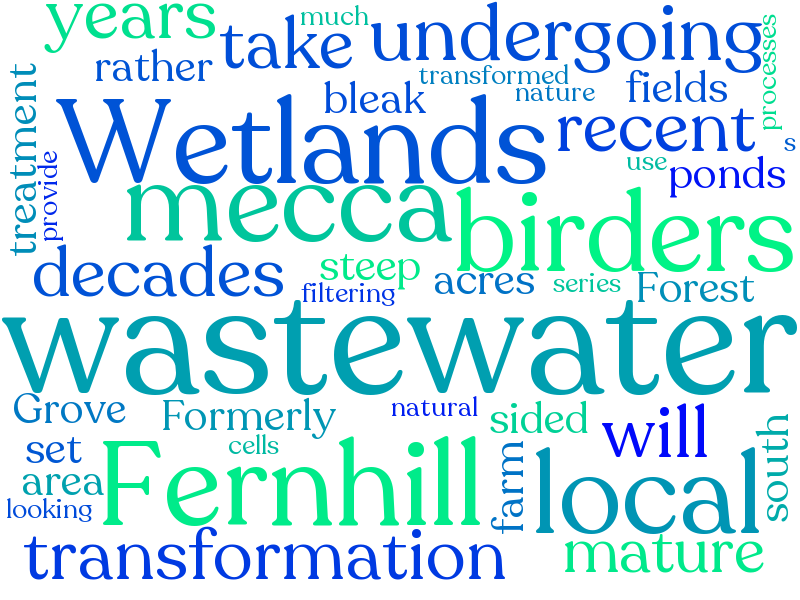 much
years
take
undergoing
rather
transformed
nature
fields
processes
treatment
bleak
Wetlands
recent
s
provide
use
ponds
mecca
birders
decades
steep
acres
series
Forest
filtering
wastewater
Grove
Formerly
natural
sided
will
set
cells
south
area
Fernhill
farm
local
looking
transformation
mature